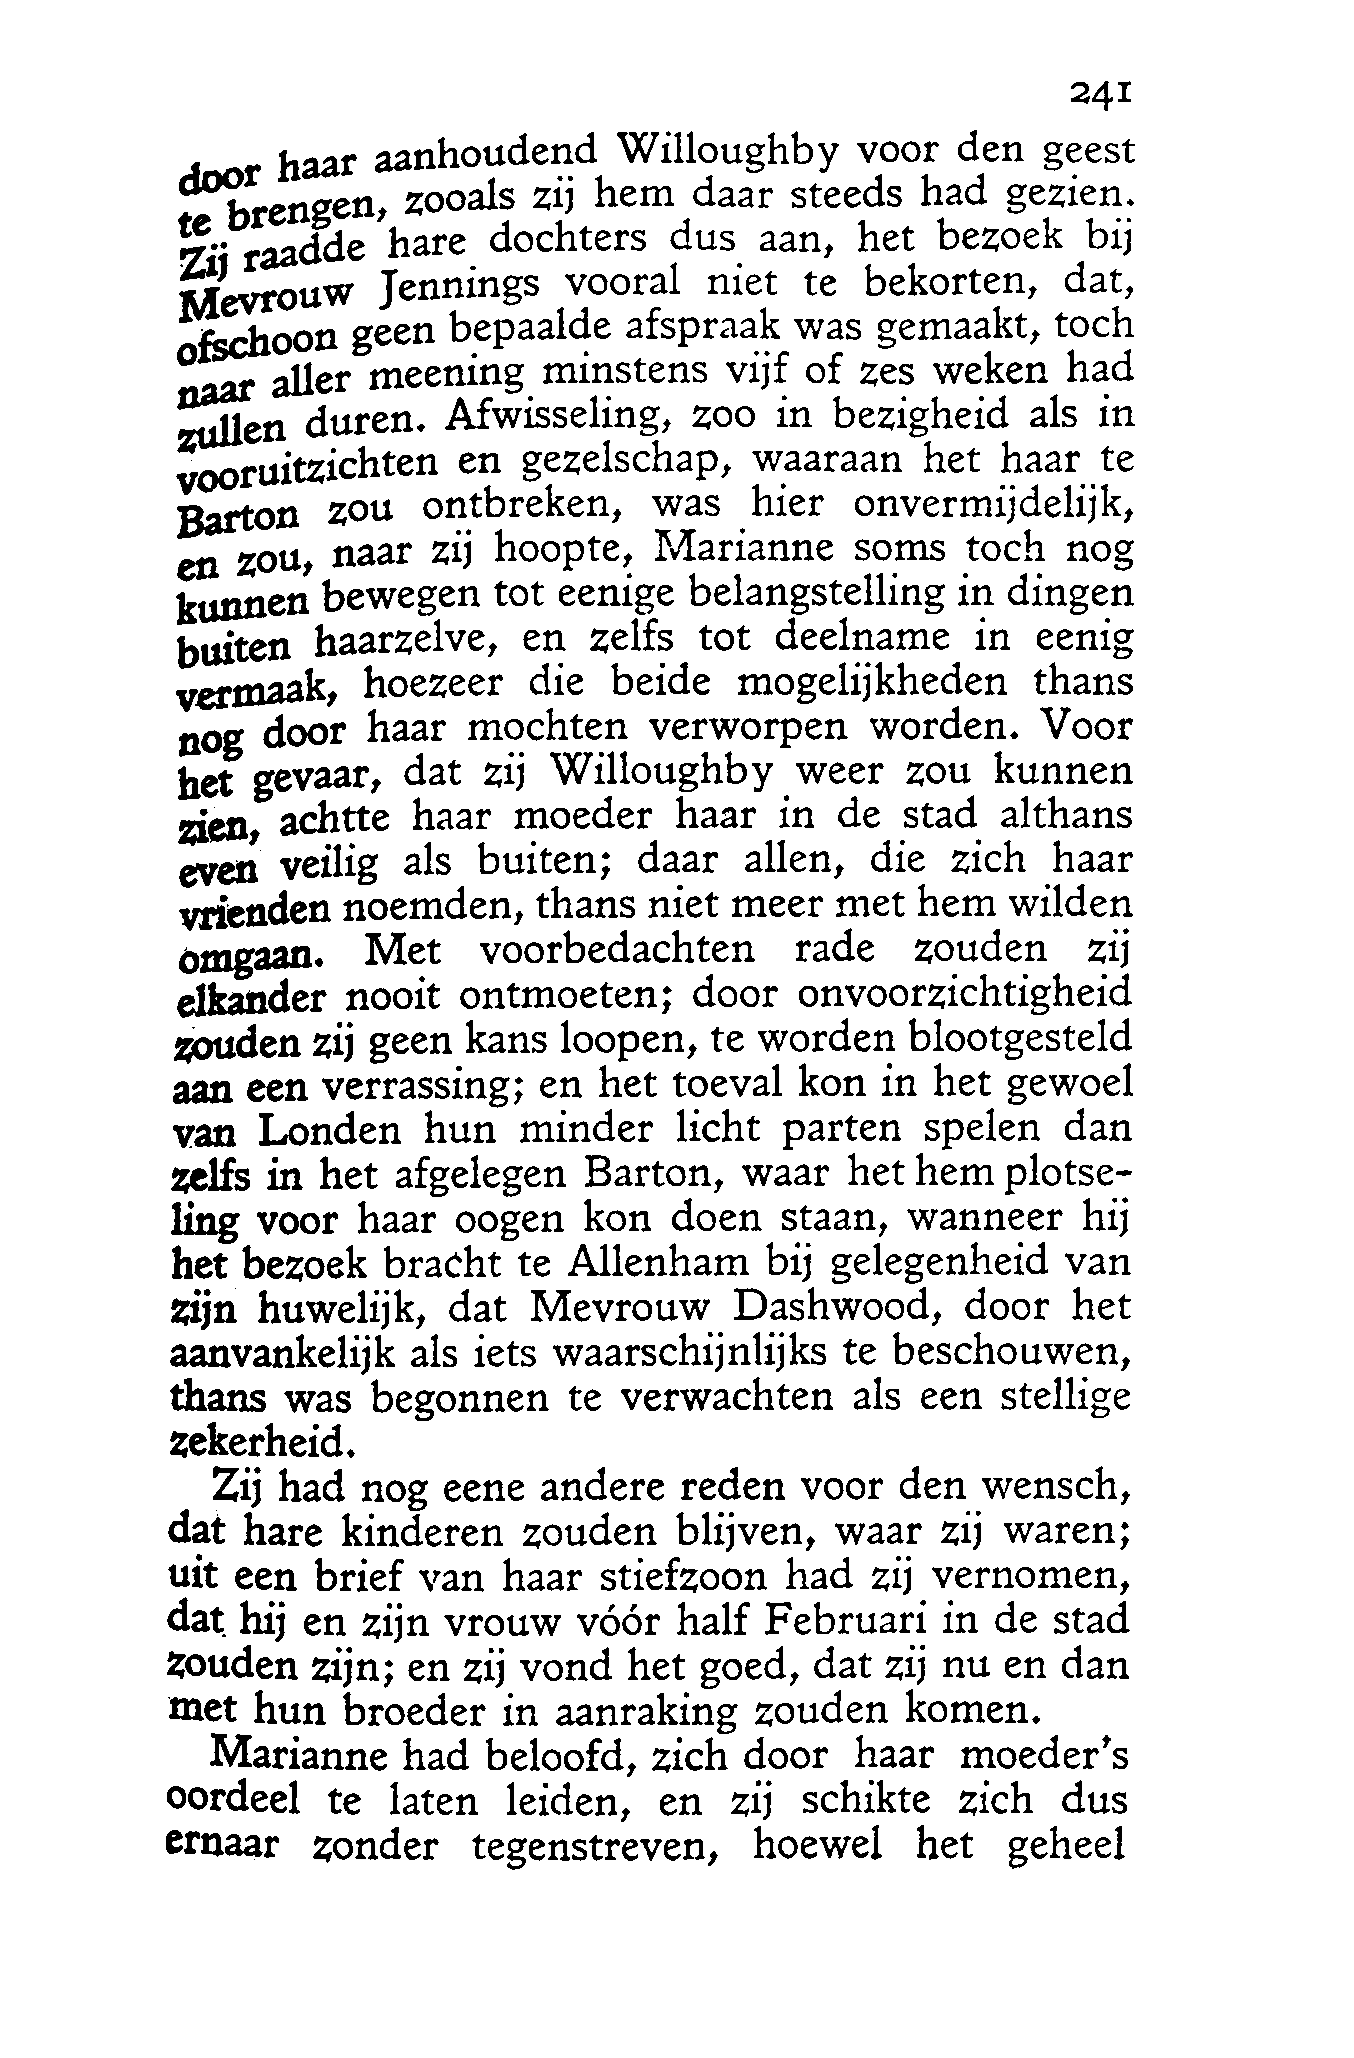 241
door haar aanhoudend Willoughby voor den geest
te brengen, zooals zij hem daar steeds had gezien.
Zij raadde hare dochters dus aan, het bezoek bij
Mevrouw Jennings vooral niet te bekorten, dat,
ofschoon geen bepaalde afspraak was gemaakt, toch
naar aller meening minstens vijf of zes weken had
zullen duren. Afwisseling, zoo in bezigheid als in
vooruitzichten en gezelschap, waaraan het haar te
Barton zou ontbreken, was hier onvermijdelijk,
en zou, naar zij hoopte, Marianne soms toch nog
kunnen bewegen tot eenige belangstelling in dingen
buiten haarzelve, en zelfs tot deelname in eenig
vermaak, hoezeer die beide mogelijkheden thans
nog door haar mochten verworpen worden. Voor
het gevaar, dat zij Willoughby weer zou kunnen
zien, achtte haar moeder haar in de stad althans
even veilig als buiten; daar allen, die zich haar
vrienden noemden, thans niet meer met hem wilden
omgaan. Met voorbedachten rade zouden zij
elkander nooit ontmoeten; door onvoorzichtigheid
zouden zij geen kans loopen, te worden blootgesteld
aan een verrassing; en het toeval kon in het gewoel
van Londen hun minder licht parten spelen dan
zelfs in het afgelegen Barton, waar het hem plotse-
ling voor haar oogen kon doen staan, wanneer hij
het bezoek bracht te Allenham bij gelegenheid van
zijn huwelijk, dat Mevrouw Dashwood, door het
aanvankelijk als iets waarschijnlijks te beschouwen,
thans was begonnen te verwachten als een stellige
zekerheid.
Zij had nog eene andere reden voor den wensch,
dat hare kinderen zouden blijven, waar zij waren;
uit een brief van haar stiefzoon had zij vernomen,
dat hij en zijn vrouw vóór half Februari in de stad
zouden zijn; en zij vond het goed, dat zij nu en dan
met hun broeder in aanraking zouden komen.
Marianne had beloofd, zich door haar moeder's
oordeel te laten leiden, en zij schikte zich dus
ernaar zonder tegenstreven, hoewel het geheel